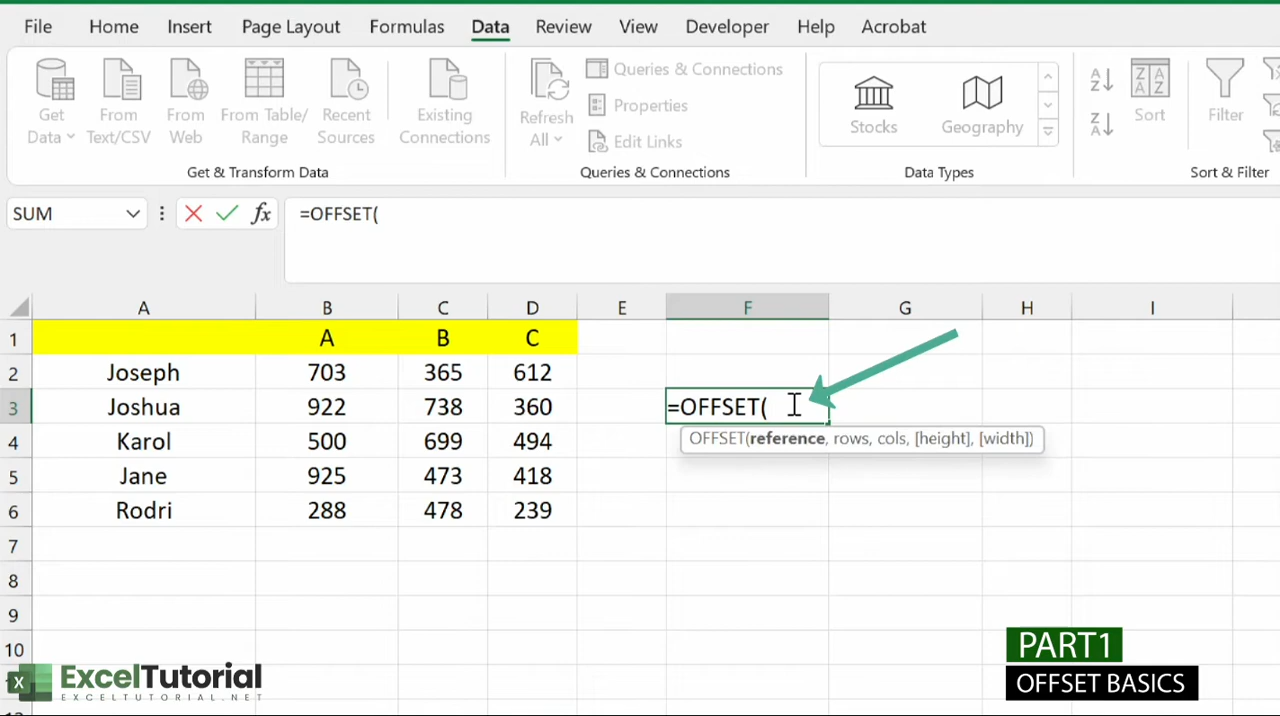 File Home Insert Page Layout Formulas Data Review View Developer Help Acrobat
Get Data
From Text/CSV
From Web
From Table/ Range
Recent Sources
Existing Connections
Get & Transform Data
Refresh All
Queries & Connections
Properties
Edit Links
Queries & Connections
Stocks
Geography
Data Types
A Z
Z A
Z A A Z
Sort
Filter
Sort & Filter
SUM fx =OFFSET(
A B C D E F G H I
1 A B C
2 Joseph 703 365 612
3 Joshua 922 738 360 =OFFSET(
OFFSET(reference, rows, cols, [height], [width])
4 Karol 500 699 494
5 Jane 925 473 418
6 Rodri 288 478 239
7
8
9
10
X ExcelTutorial
EXCELTUTORIAL.NET
PART1
OFFSET BASICS